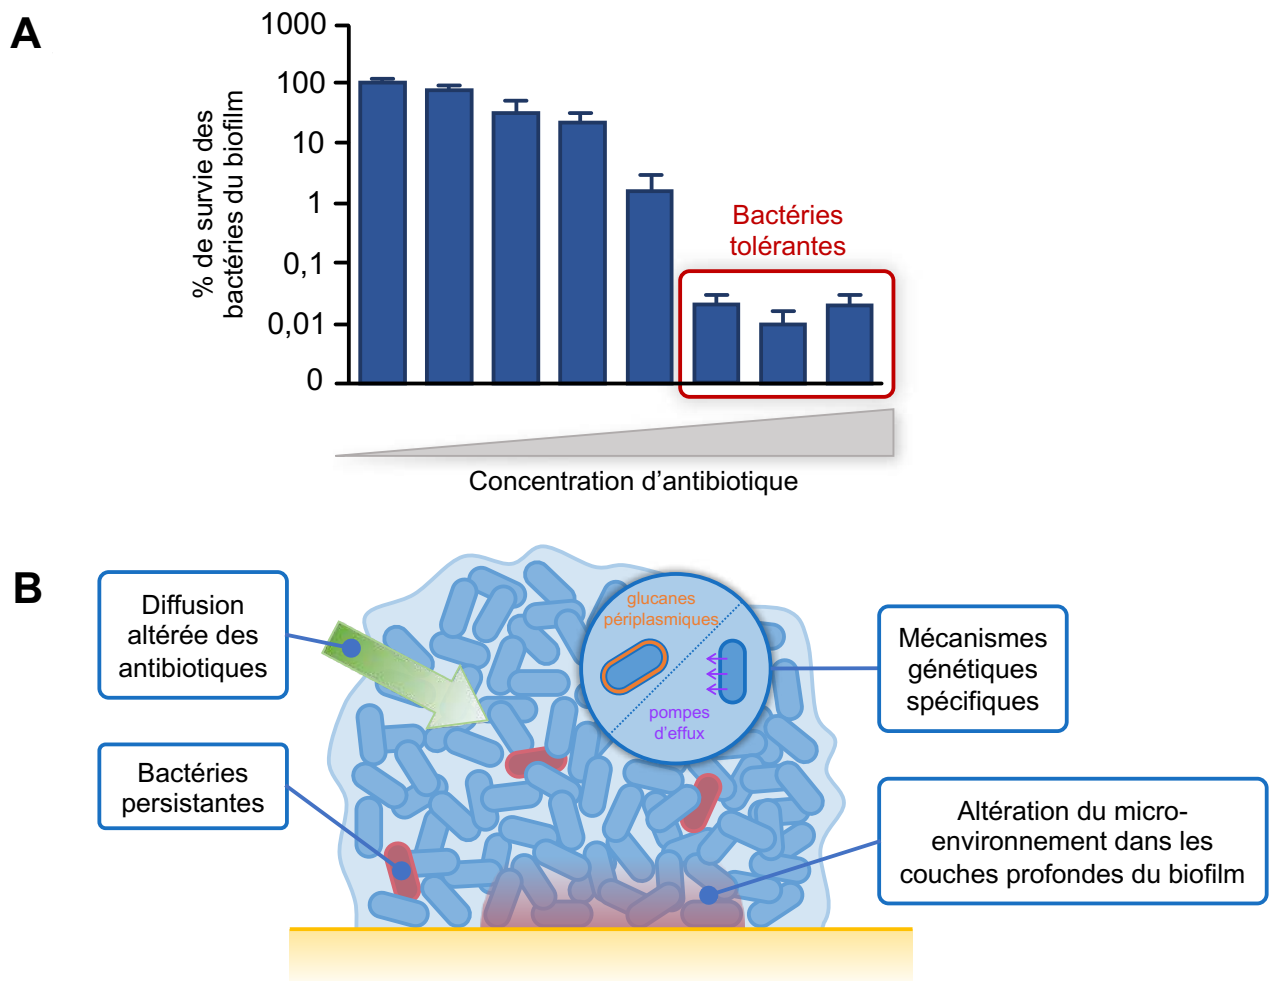 A
1000
100
10
1
0,1
0,01
0
% de survie des
bactéries du biofilm
Bactéries
tolérantes
Concentration d’antibiotique
B
Diffusion
altérée des
antibiotiques
Bactéries
persistantes
glucanes
périplasmiques
pompes
d’efflux
Mécanismes
génétiques
spécifiques
Altération du micro-
environnement dans les
couches profondes du biofilm